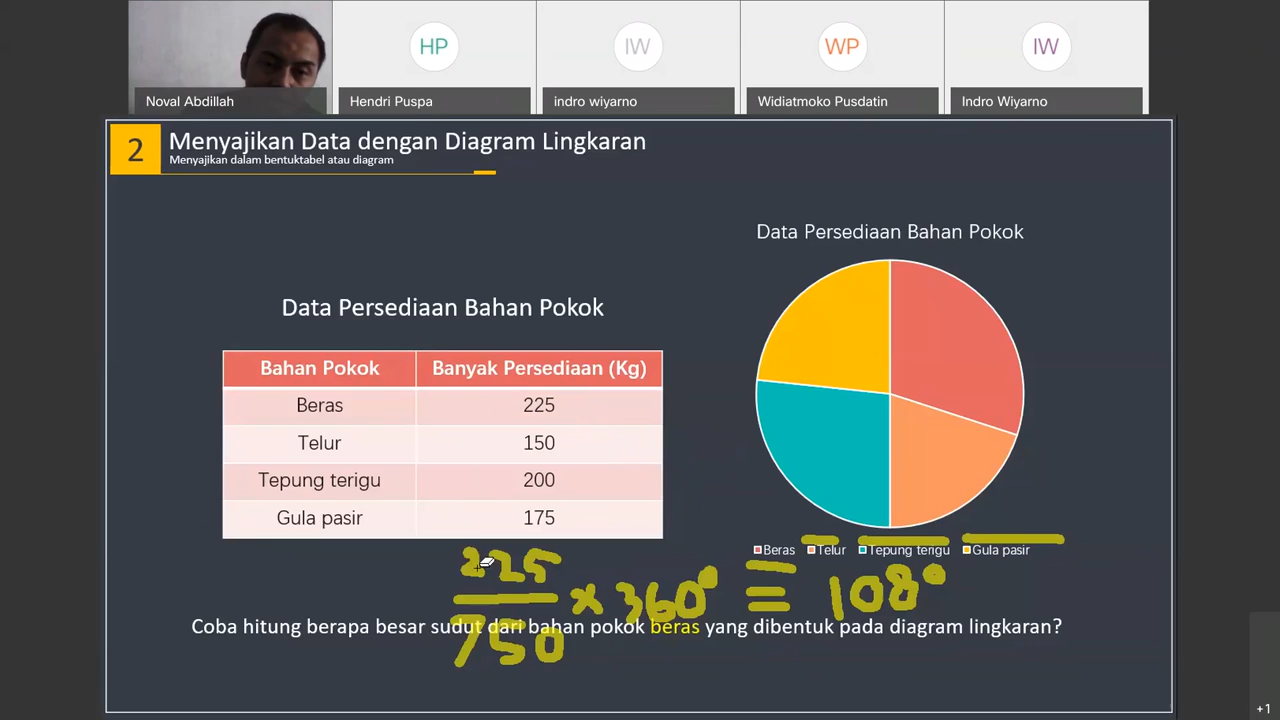 HP
IW
WP
IW
Noval Abdillah
Hendri Puspa
indro wiyarno
Widiatmoko Pusdatin
Indro Wiyarno
2
Menyajikan Data dengan Diagram Lingkaran
Menyajikan dalam bentuktabel atau diagram
Data Persediaan Bahan Pokok
Bahan Pokok Banyak Persediaan (Kg)
Beras 225
Telur 150
Tepung terigu 200
Gula pasir 175
Data Persediaan Bahan Pokok
Beras Telur Tepung terigu Gula pasir
225
750
× 360° = 108°
Coba hitung berapa besar sudut dari bahan pokok beras yang dibentuk pada diagram lingkaran?
+1